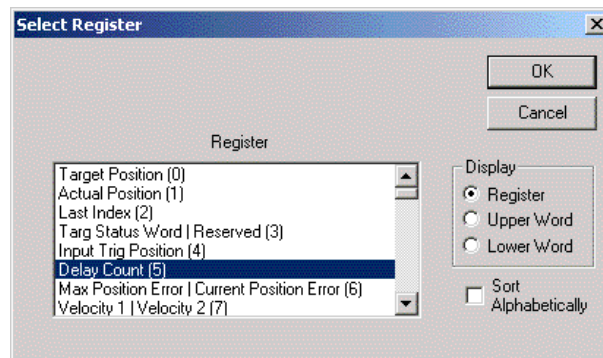 Select Register
OK
Cancel
Register
Target Position (0)
Actual Position (1)
Last Index (2)
Targ Status Word | Reserved (3)
Input Trig Position (4)
Delay Count (5)
Max Position Error | Current Position Error (6)
Velocity 1 | Velocity 2 (7)
Display
Register
Upper Word
Lower Word
Sort
Alphabetically